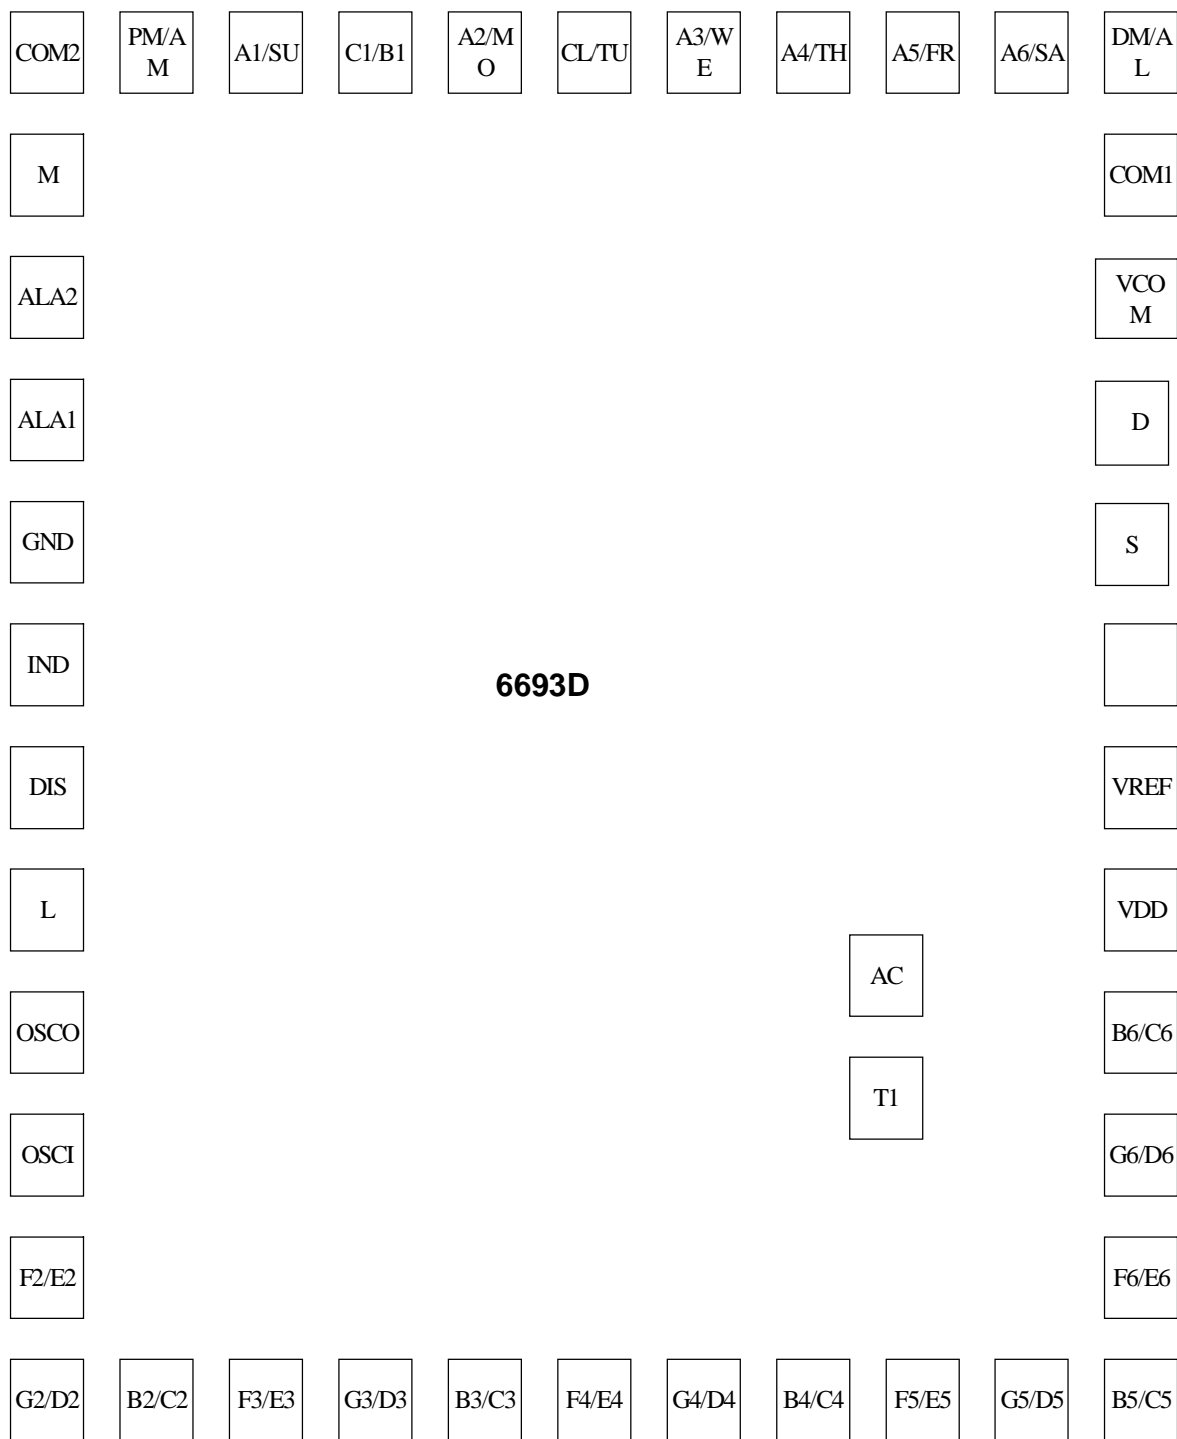 COM2
PM/A
M
A1/SU
C1/B1
A2/M
O
CL/TU
A3/W
E
A4/TH
A5/FR
A6/SA
DM/A
L
M
COM1
ALA2
VCO
M
ALA1
D
GND
S
IND
6693D
DIS
VREF
L
VDD
AC
OSCO
B6/C6
T1
OSCI
G6/D6
F2/E2
F6/E6
G2/D2
B2/C2
F3/E3
G3/D3
B3/C3
F4/E4
G4/D4
B4/C4
F5/E5
G5/D5
B5/C5